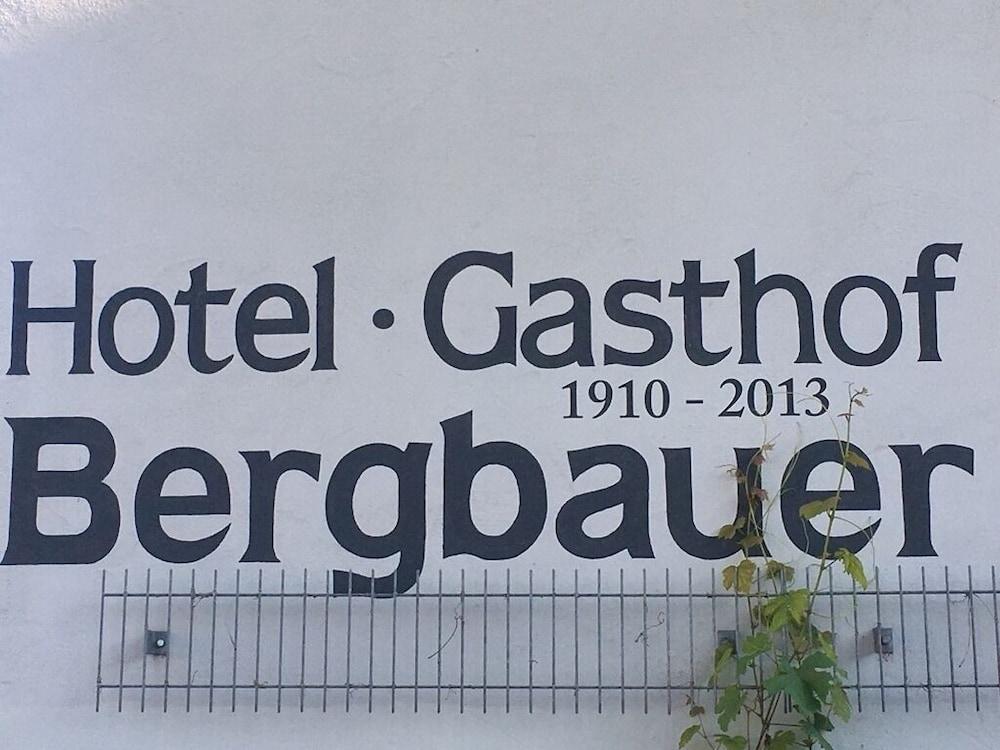 Hotel · Gasthof
1910 - 2013
Bergbauer